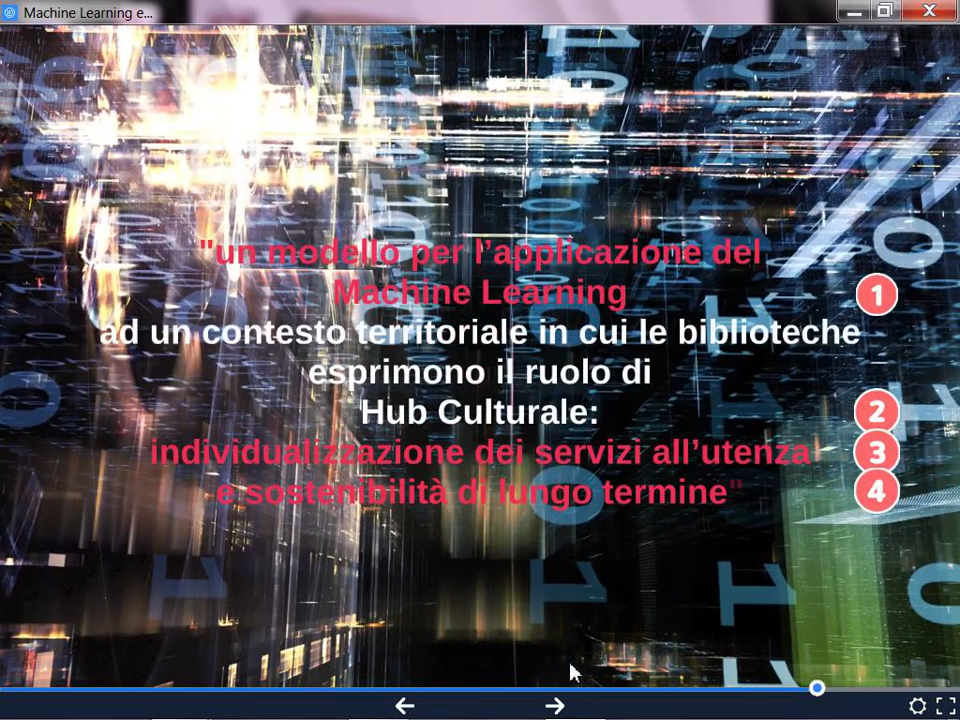 Machine Learning e...
"un modello per l’applicazione del
Machine Learning
1
ad un contesto territoriale in cui le biblioteche
esprimono il ruolo di
Hub Culturale:
2
individualizzazione dei servizi all’utenza
3
e sostenibilità di lungo termine"
4